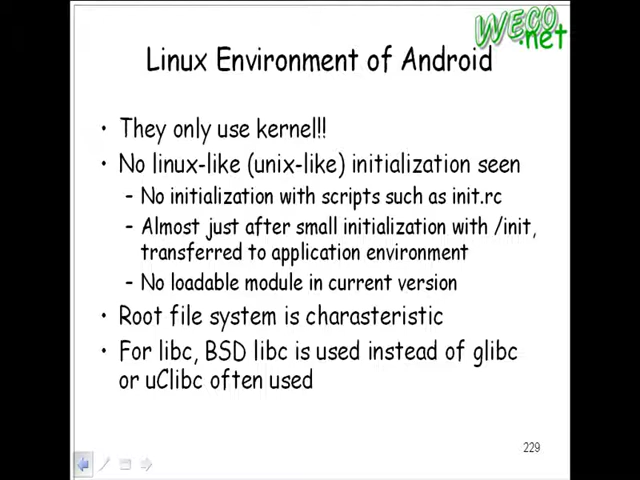 WECO
.net
Linux Environment of Android
• They only use kernel!!
• No linux-like (unix-like) initialization seen
– No initialization with scripts such as init.rc
– Almost just after small initialization with /init,
transferred to application environment
– No loadable module in current version
• Root file system is charasteristic
• For libc, BSD libc is used instead of glibc
or uClibc often used
229